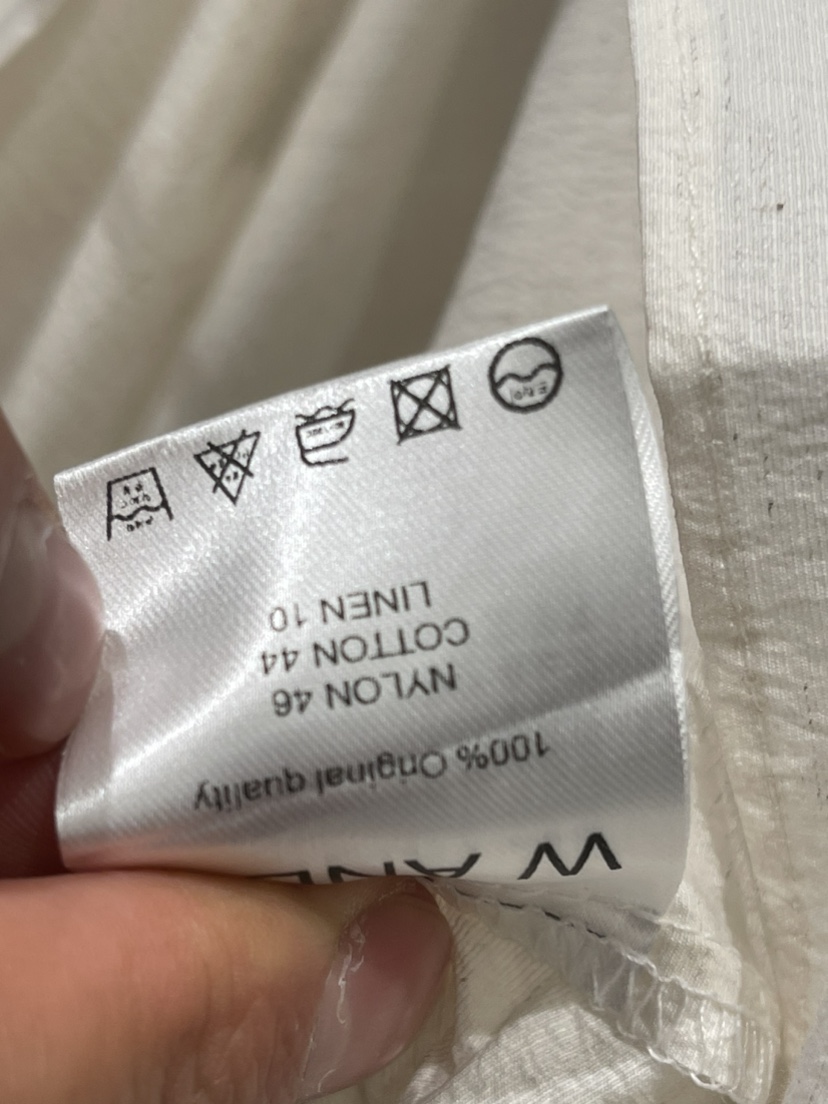 100% Original quality
NYLON 46
COTTON 44
LINEN 10